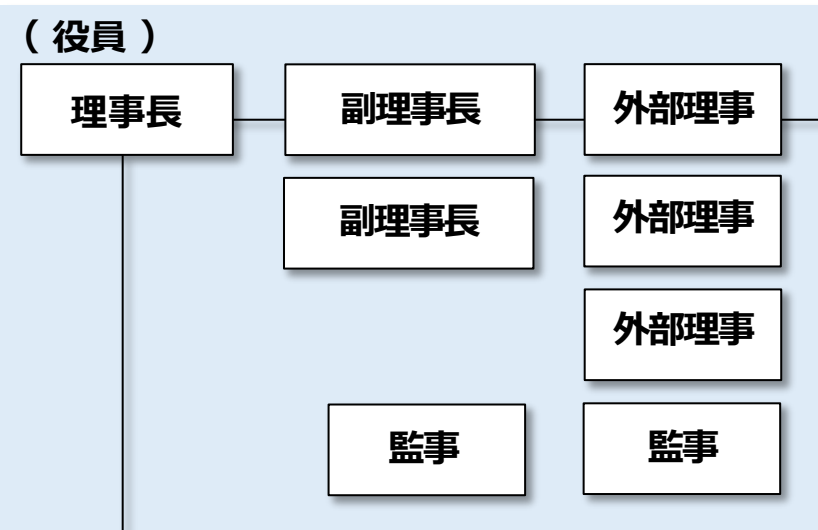 ( 役員 )
理事長
副理事長
外部理事
副理事長
外部理事
外部理事
監事
監事